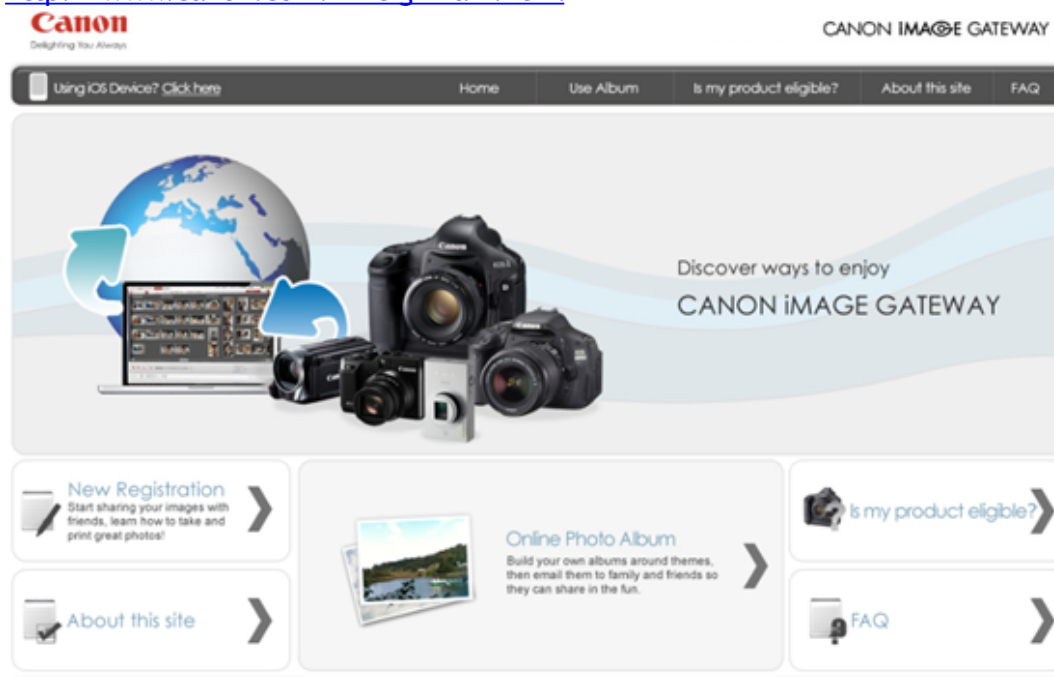 Canon
Delighting You Always
CANON iMAGE GATEWAY
Using iOS Device? Click here
Home
Use Album
Is my product eligible?
About this site
FAQ
Discover ways to enjoy
CANON iMAGE GATEWAY
New Registration
Start sharing your images with
friends, learn how to take and
print great photos!
Online Photo Album
Build your own albums around themes,
then email them to family and friends so
they can share in the fun.
Is my product eligible?
About this site
FAQ